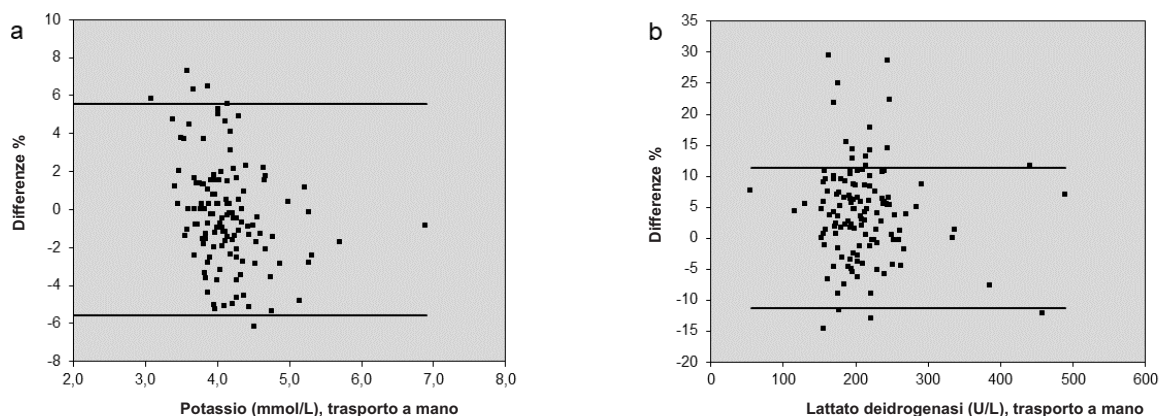 a
Differenze %
10
8
6
4
2
0
-2
-4
-6
-8
2,0 3,0 4,0 5,0 6,0 7,0 8,0
Potassio (mmol/L), trasporto a mano
b
Differenze %
35
30
25
20
15
10
5
0
-5
-10
-15
-20
0 100 200 300 400 500 600
Lattato deidrogenasi (U/L), trasporto a mano